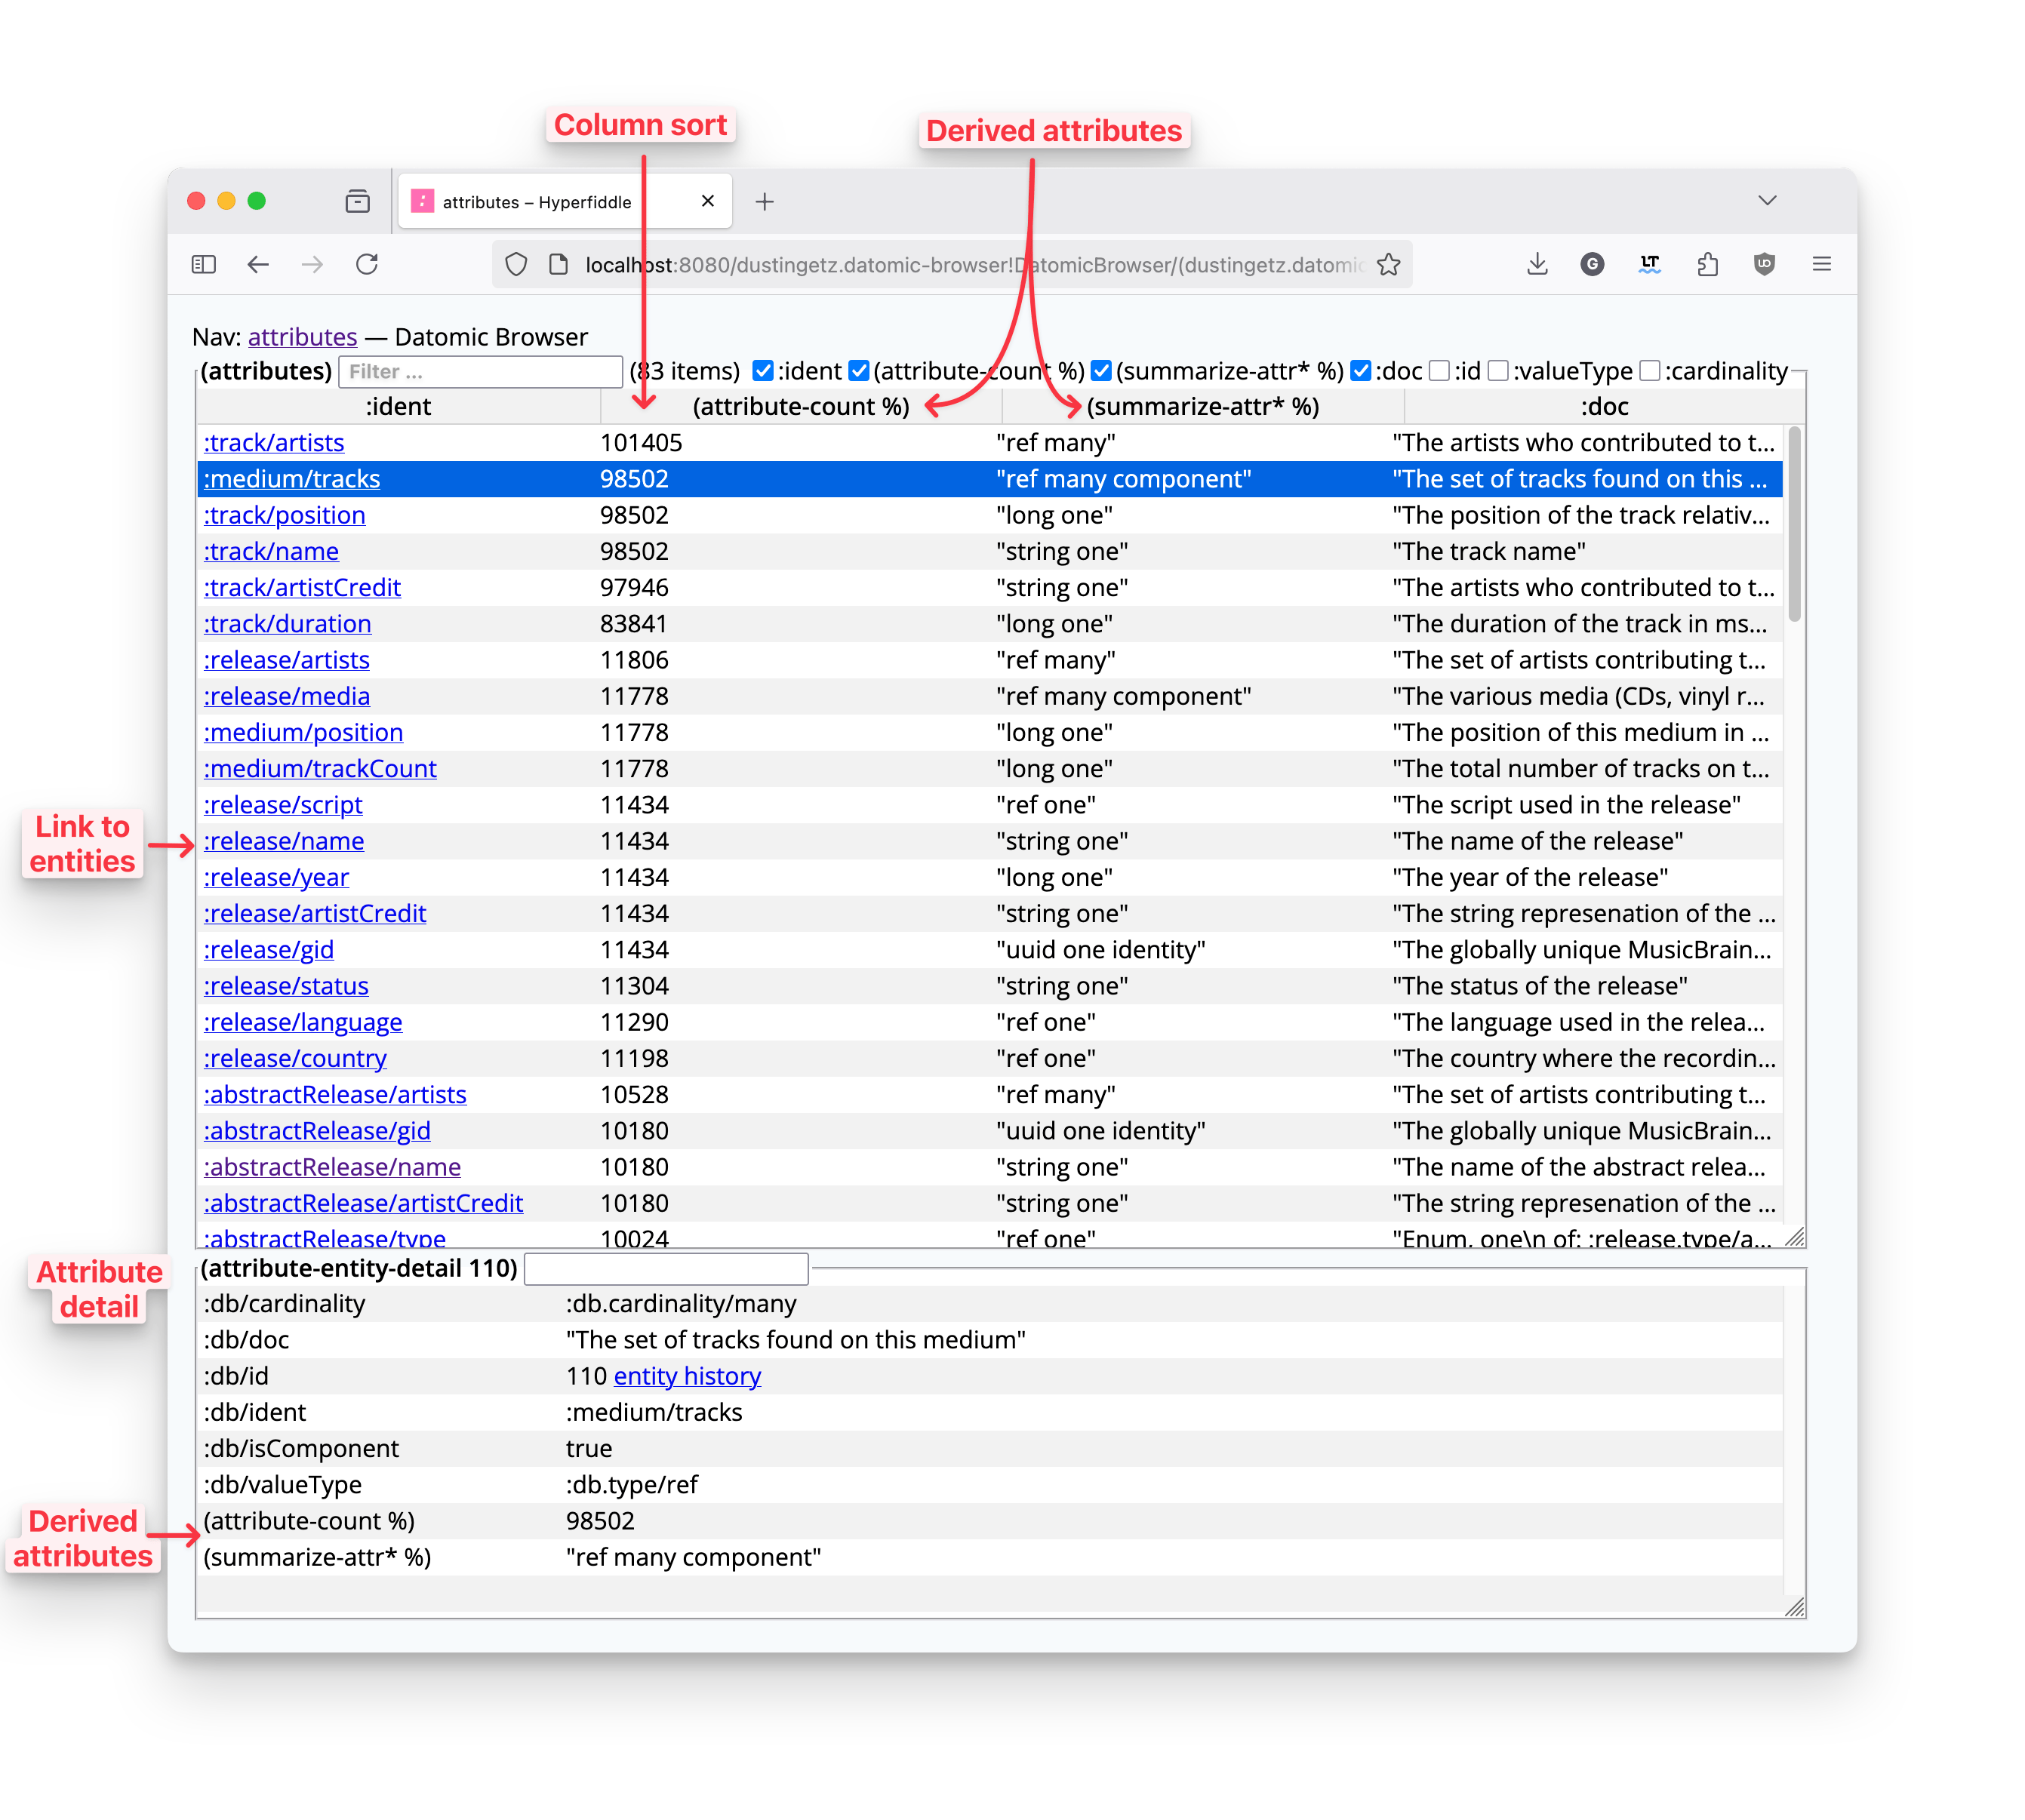 Column sort
Derived attributes
attributes – Hyperfiddle
localhost:8080/dustingetz.datomic-browser!DatomicBrowser/(dustingetz.datomic
G
LT
Nav: attributes — Datomic Browser
(attributes) Filter ... (83 items) :ident (attribute-count %) (summarize-attr* %) :doc :id :valueType :cardinality
:ident (attribute-count %) (summarize-attr* %) :doc
:track/artists 101405 "ref many" "The artists who contributed to t...
:medium/tracks 98502 "ref many component" "The set of tracks found on this ...
:track/position 98502 "long one" "The position of the track relativ...
:track/name 98502 "string one" "The track name"
:track/artistCredit 97946 "string one" "The artists who contributed to t...
:track/duration 83841 "long one" "The duration of the track in ms...
:release/artists 11806 "ref many" "The set of artists contributing t...
:release/media 11778 "ref many component" "The various media (CDs, vinyl r...
:medium/position 11778 "long one" "The position of this medium in ...
:medium/trackCount 11778 "long one" "The total number of tracks on t...
:release/script 11434 "ref one" "The script used in the release"
Link to
entities
:release/name 11434 "string one" "The name of the release"
:release/year 11434 "long one" "The year of the release"
:release/artistCredit 11434 "string one" "The string represenation of the ...
:release/gid 11434 "uuid one identity" "The globally unique MusicBrain...
:release/status 11304 "string one" "The status of the release"
:release/language 11290 "ref one" "The language used in the relea...
:release/country 11198 "ref one" "The country where the recordin...
:abstractRelease/artists 10528 "ref many" "The set of artists contributing t...
:abstractRelease/gid 10180 "uuid one identity" "The globally unique MusicBrain...
:abstractRelease/name 10180 "string one" "The name of the abstract relea...
:abstractRelease/artistCredit 10180 "string one" "The string represenation of the ...
:abstractRelease/type 10024 "ref one" "Enum, one\n of: :release.type/a...
Attribute
detail
(attribute-entity-detail 110)
:db/cardinality :db.cardinality/many
:db/doc "The set of tracks found on this medium"
:db/id 110 entity history
:db/ident :medium/tracks
:db/isComponent true
:db/valueType :db.type/ref
Derived
attributes
(attribute-count %) 98502
(summarize-attr* %) "ref many component"